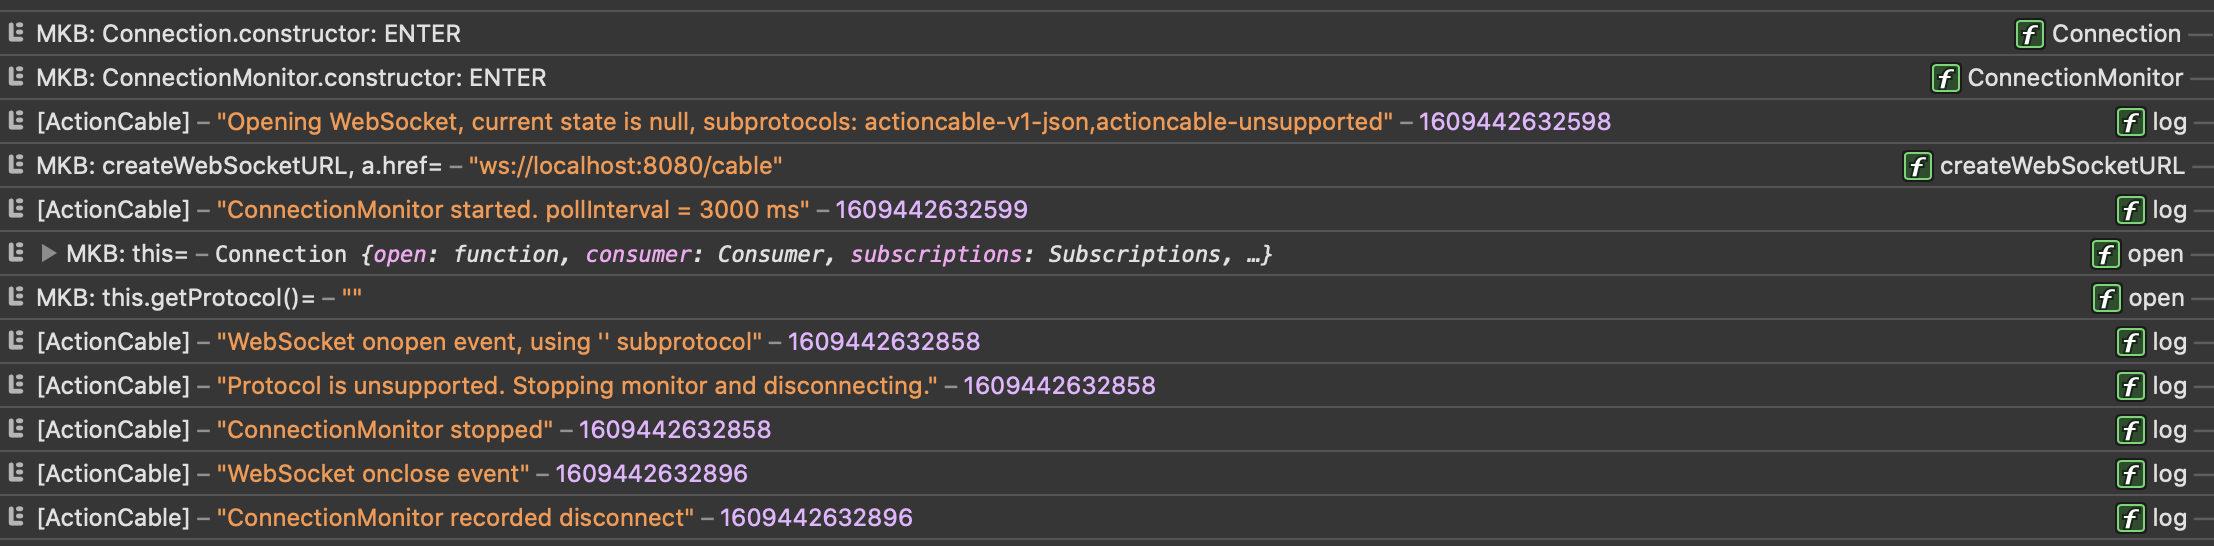 MKB: Connection.constructor: ENTER f Connection
MKB: ConnectionMonitor.constructor: ENTER f ConnectionMonitor
[ActionCable] – "Opening WebSocket, current state is null, subprotocols: actioncable-v1-json,actioncable-unsupported" – 1609442632598 f log
MKB: createWebSocketURL, a.href= – "ws://localhost:8080/cable" f createWebSocketURL
[ActionCable] – "ConnectionMonitor started. pollInterval = 3000 ms" – 1609442632599 f log
MKB: this= – Connection {open: function, consumer: Consumer, subscriptions: Subscriptions, …} f open
MKB: this.getProtocol()= – "" f open
[ActionCable] – "WebSocket onopen event, using '' subprotocol" – 1609442632858 f log
[ActionCable] – "Protocol is unsupported. Stopping monitor and disconnecting." – 1609442632858 f log
[ActionCable] – "ConnectionMonitor stopped" – 1609442632858 f log
[ActionCable] – "WebSocket onclose event" – 1609442632896 f log
[ActionCable] – "ConnectionMonitor recorded disconnect" – 1609442632896 f log